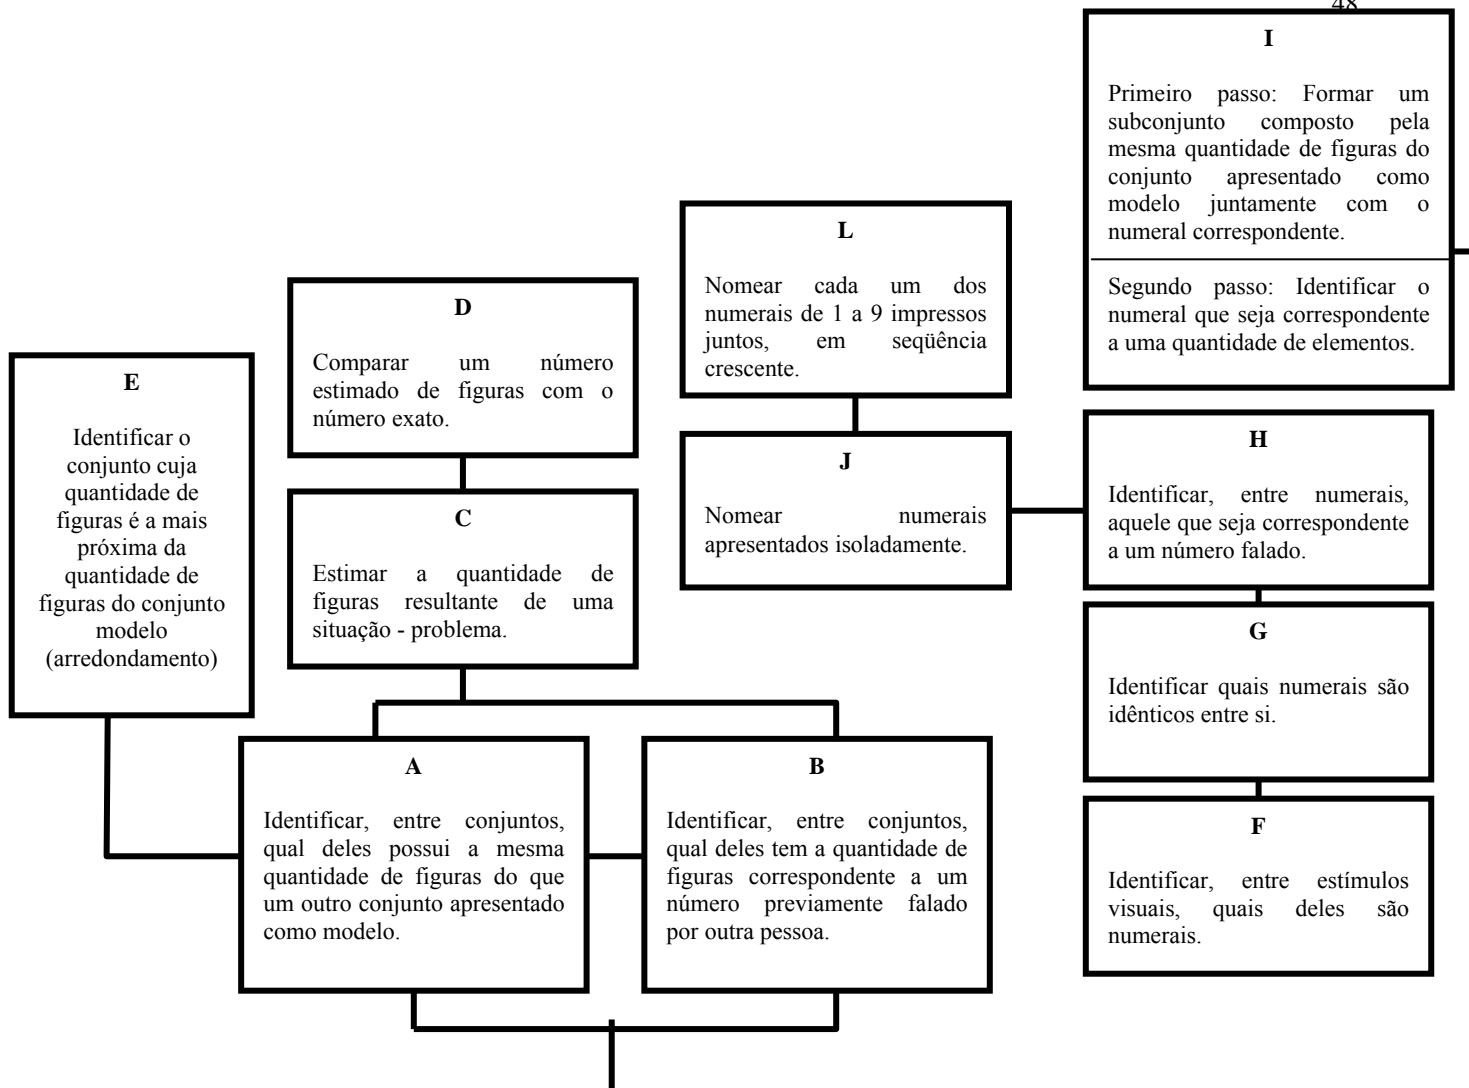 48
I
Primeiro passo: Formar um
subconjunto composto pela
mesma quantidade de figuras do
conjunto apresentado como
modelo juntamente com o
numeral correspondente.
Segundo passo: Identificar o
numeral que seja correspondente
a uma quantidade de elementos.
L
Nomear cada um dos
numerais de 1 a 9 impressos
juntos, em seqüência
crescente.
D
Comparar um número
estimado de figuras com o
número exato.
E
Identificar o
conjunto cuja
quantidade de
figuras é a mais
próxima da
quantidade de
figuras do conjunto
modelo
(arredondamento)
C
Estimar a quantidade de
figuras resultante de uma
situação - problema.
J
Nomear numerais
apresentados isoladamente.
H
Identificar, entre numerais,
aquele que seja correspondente
a um número falado.
G
Identificar quais numerais são
idênticos entre si.
A
Identificar, entre conjuntos,
qual deles possui a mesma
quantidade de figuras do que
um outro conjunto apresentado
como modelo.
B
Identificar, entre conjuntos,
qual deles tem a quantidade de
figuras correspondente a um
número previamente falado
por outra pessoa.
F
Identificar, entre estímulos
visuais, quais deles são
numerais.